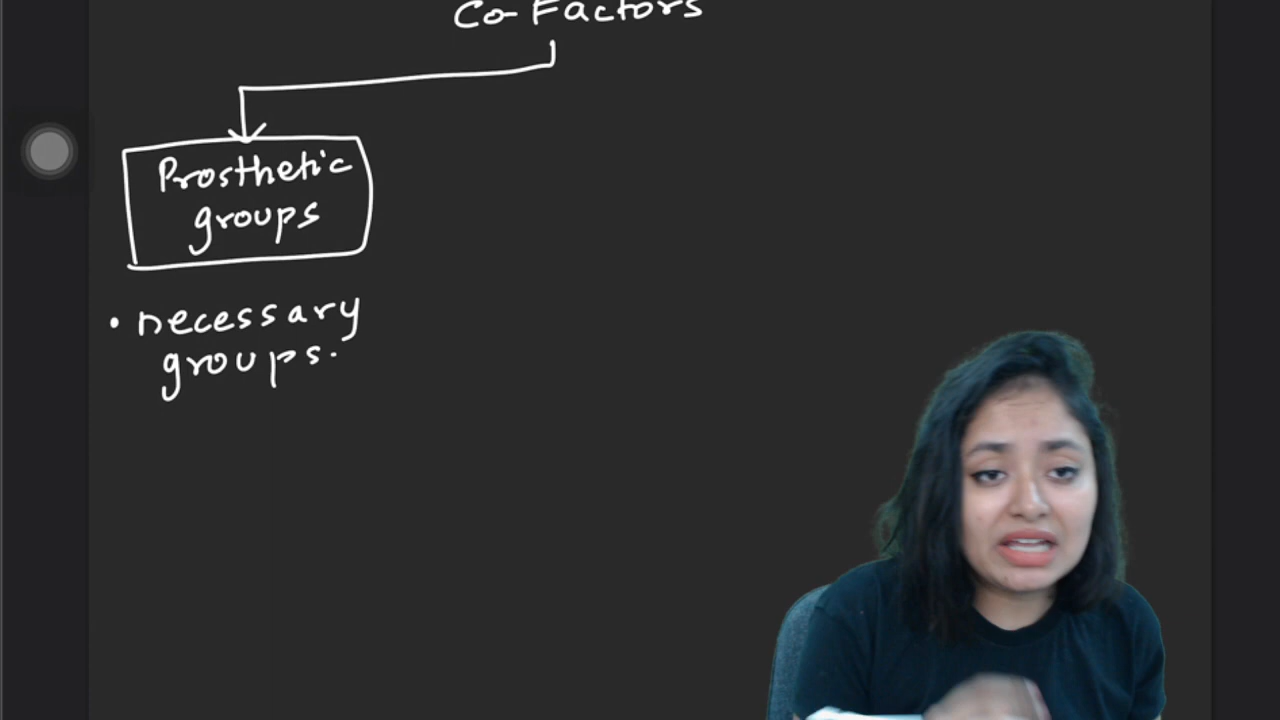 Co-Factors
Prosthetic
groups
• necessary
groups.